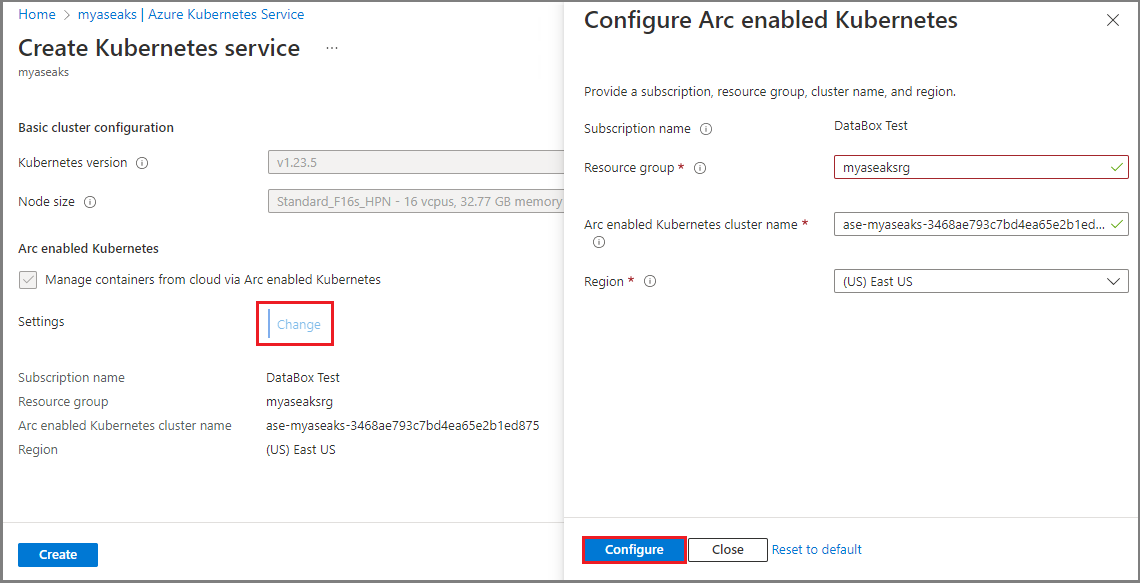 Home > myaseaks | Azure Kubernetes Service
Create Kubernetes service ...
myaseaks
Basic cluster configuration
Kubernetes version
v1.23.5
Node size
Standard_F16s_HPN - 16 vcpus, 32.77 GB memory
Arc enabled Kubernetes
Manage containers from cloud via Arc enabled Kubernetes
Settings
Change
Subscription name DataBox Test
Resource group myaseaksrg
Arc enabled Kubernetes cluster name ase-myaseaks-3468ae793c7bd4ea65e2b1ed875
Region (US) East US
Create
Configure Arc enabled Kubernetes
Provide a subscription, resource group, cluster name, and region.
Subscription name DataBox Test
Resource group * myaseaksrg
Arc enabled Kubernetes cluster name * ase-myaseaks-3468ae793c7bd4ea65e2b1ed...
Region * (US) East US
Configure Close Reset to default